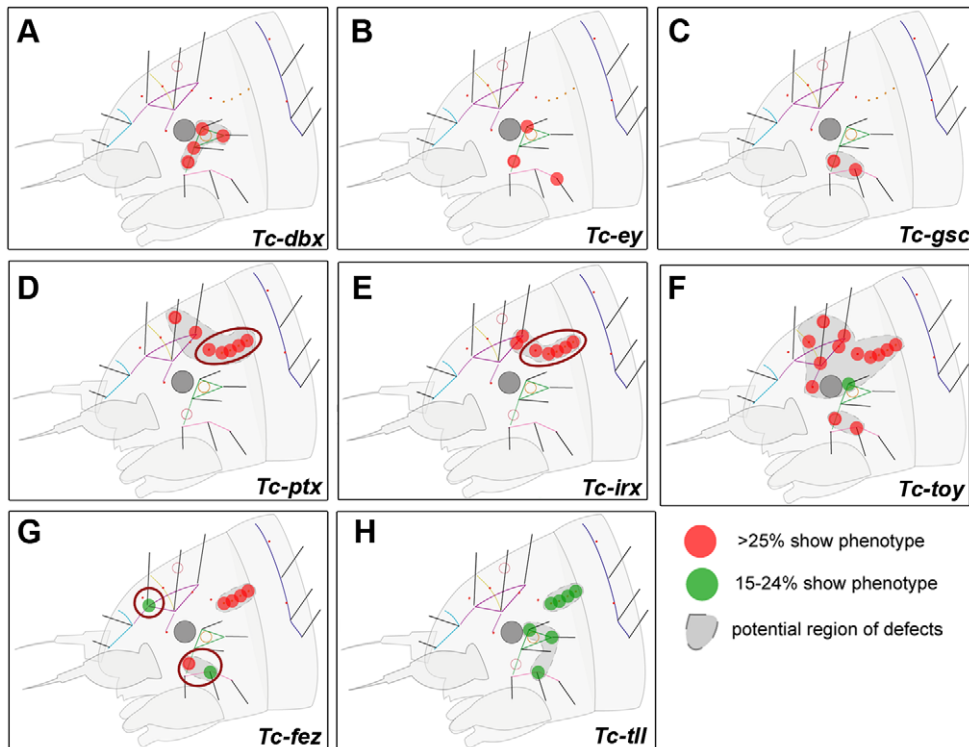 A
B
C
Tc-dbx
Tc-ey
Tc-gsc
D
E
F
Tc-ptx
Tc-irx
Tc-toy
G
H
>25% show phenotype
15-24% show phenotype
potential region of defects
Tc-fez
Tc-tll